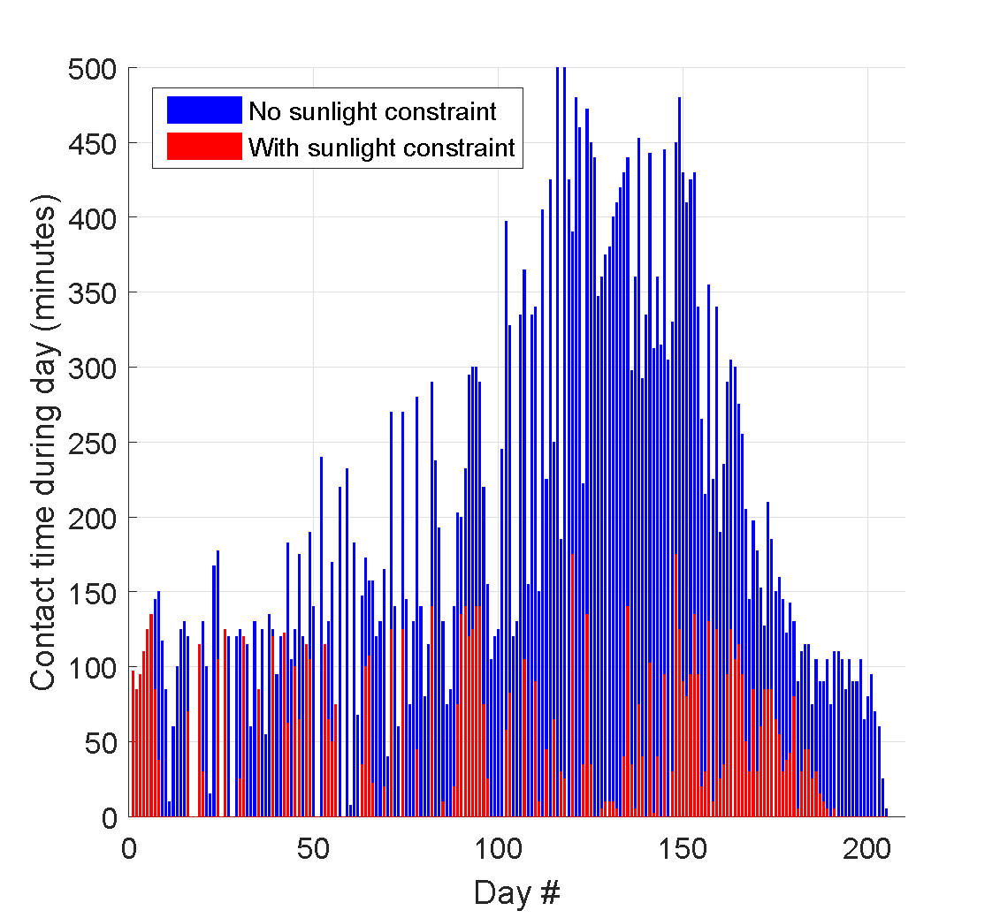 500
450
400
350
300
250
200
150
100
50
0
No sunlight constraint
With sunlight constraint
Contact time during day (minutes)
0 50 100 150 200
Day #